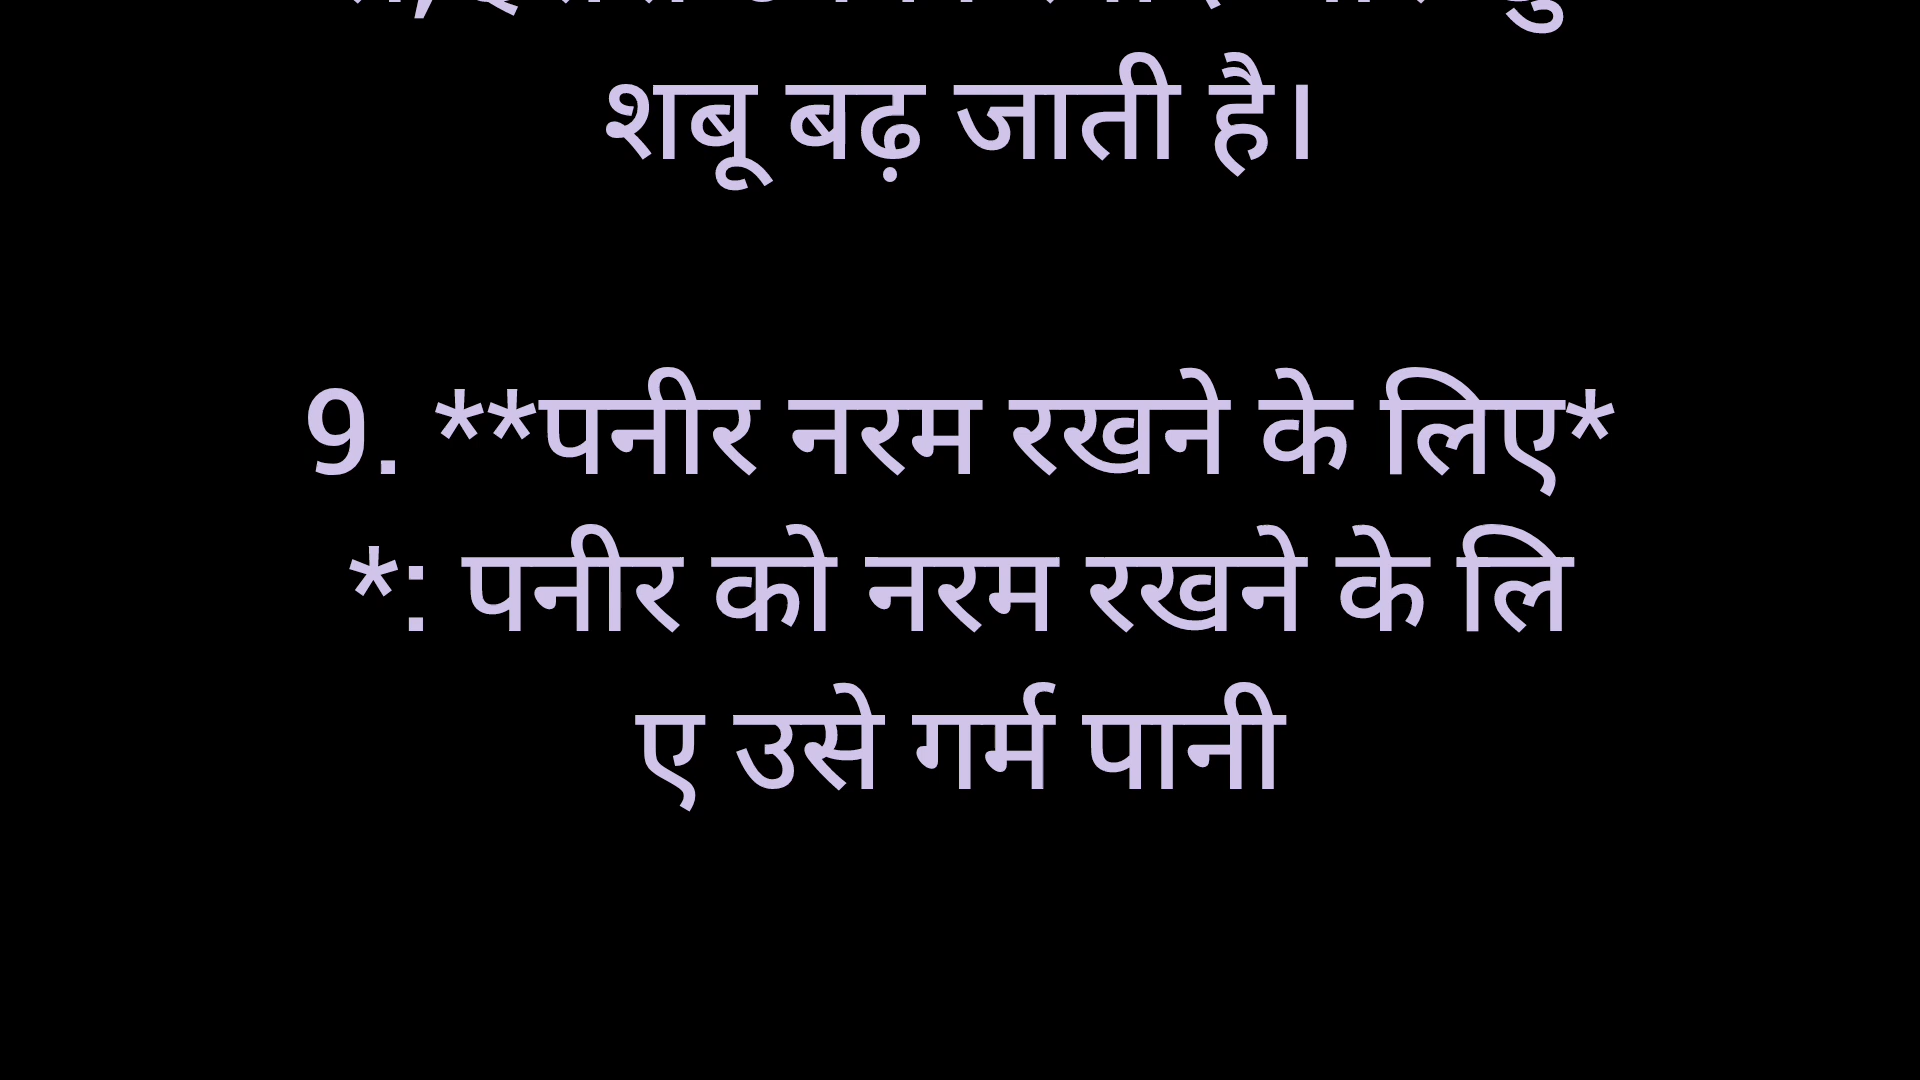 शबू बढ़ जाती है।
9. **पनीर नरम रखने के लिए*
*: पनीर को नरम रखने के लि
ए उसे गर्म पानी